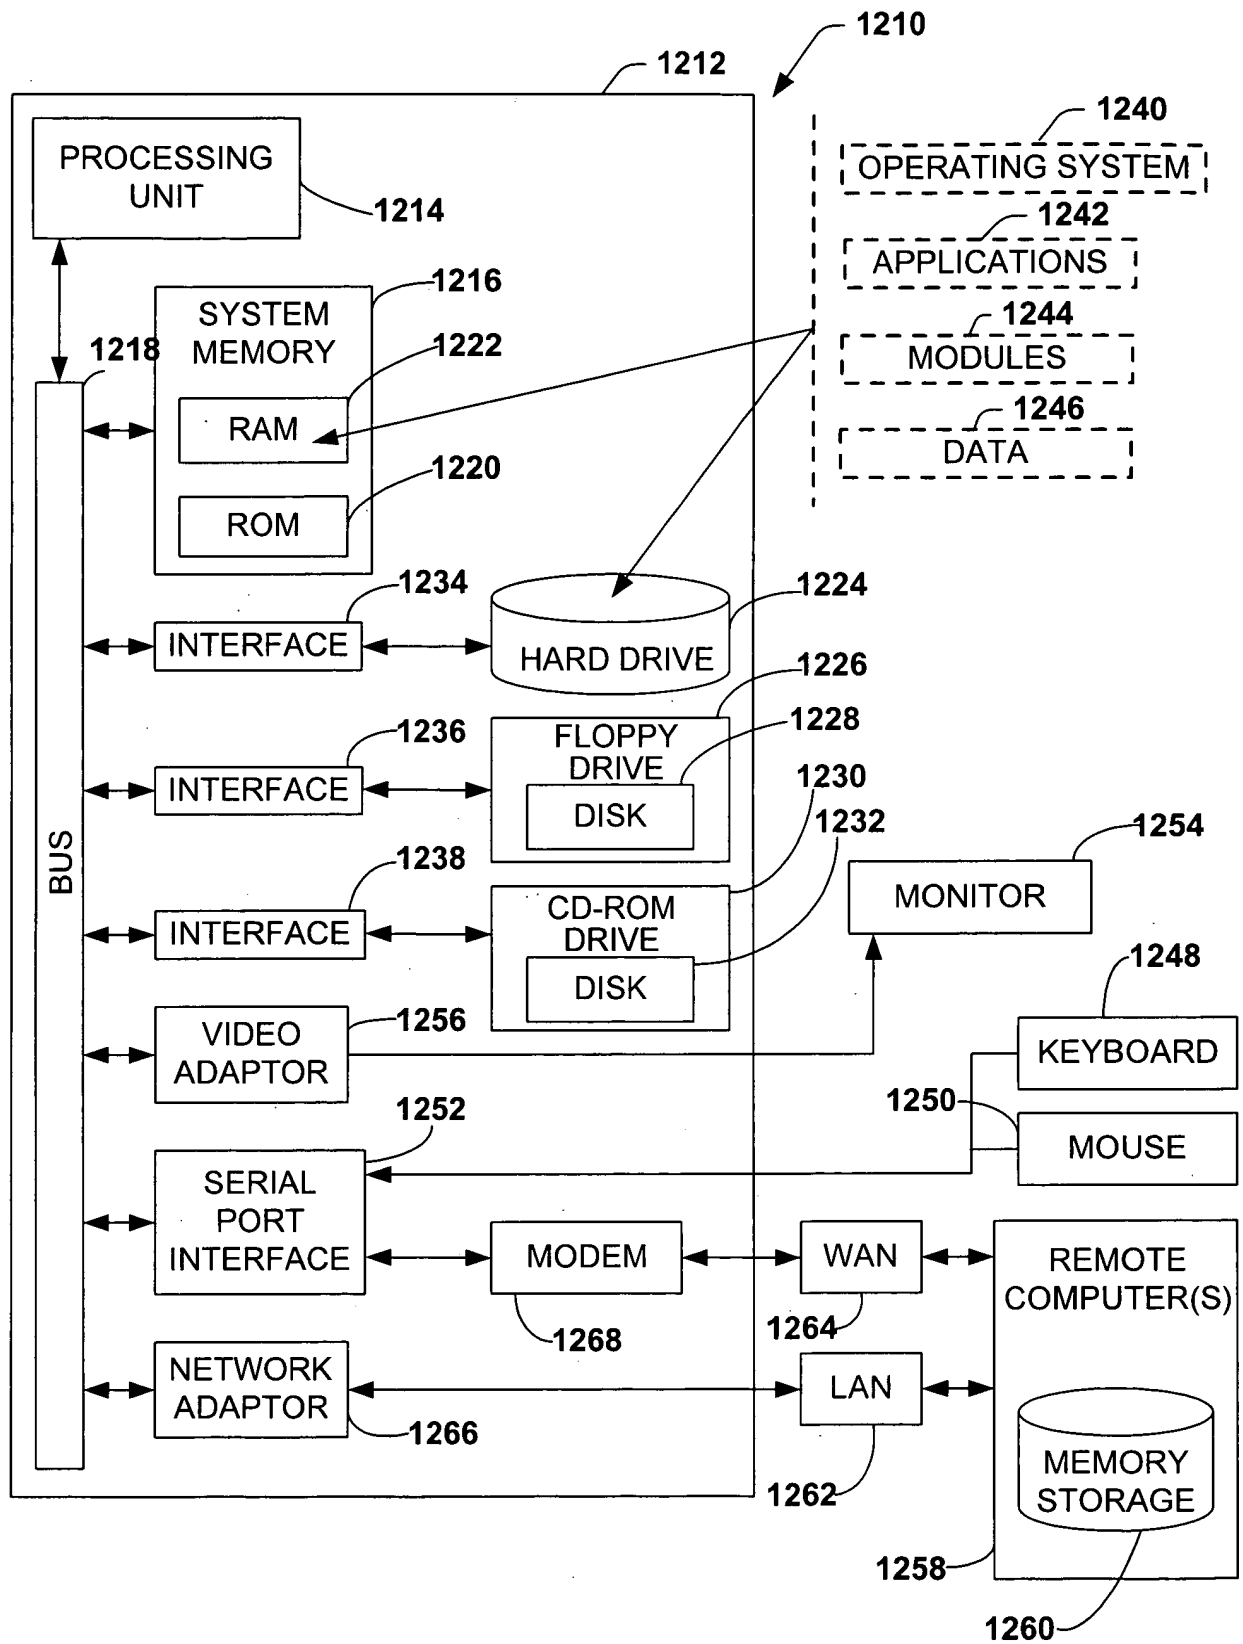 1210
1212
PROCESSING
UNIT
1214
1240
OPERATING SYSTEM
1242
APPLICATIONS
1244
MODULES
1246
DATA
1216
SYSTEM
MEMORY
1218
1222
RAM
1220
ROM
BUS
1234
INTERFACE
1224
HARD DRIVE
1226
1236
INTERFACE
FLOPPY
DRIVE
1228
DISK
1230
1232
1238
INTERFACE
CD-ROM
DRIVE
DISK
1254
MONITOR
1248
KEYBOARD
1250
MOUSE
VIDEO
ADAPTOR
1256
1252
SERIAL
PORT
INTERFACE
MODEM
1268
WAN
1264
REMOTE
COMPUTER(S)
NETWORK
ADAPTOR
1266
LAN
1262
MEMORY
STORAGE
1258
1260